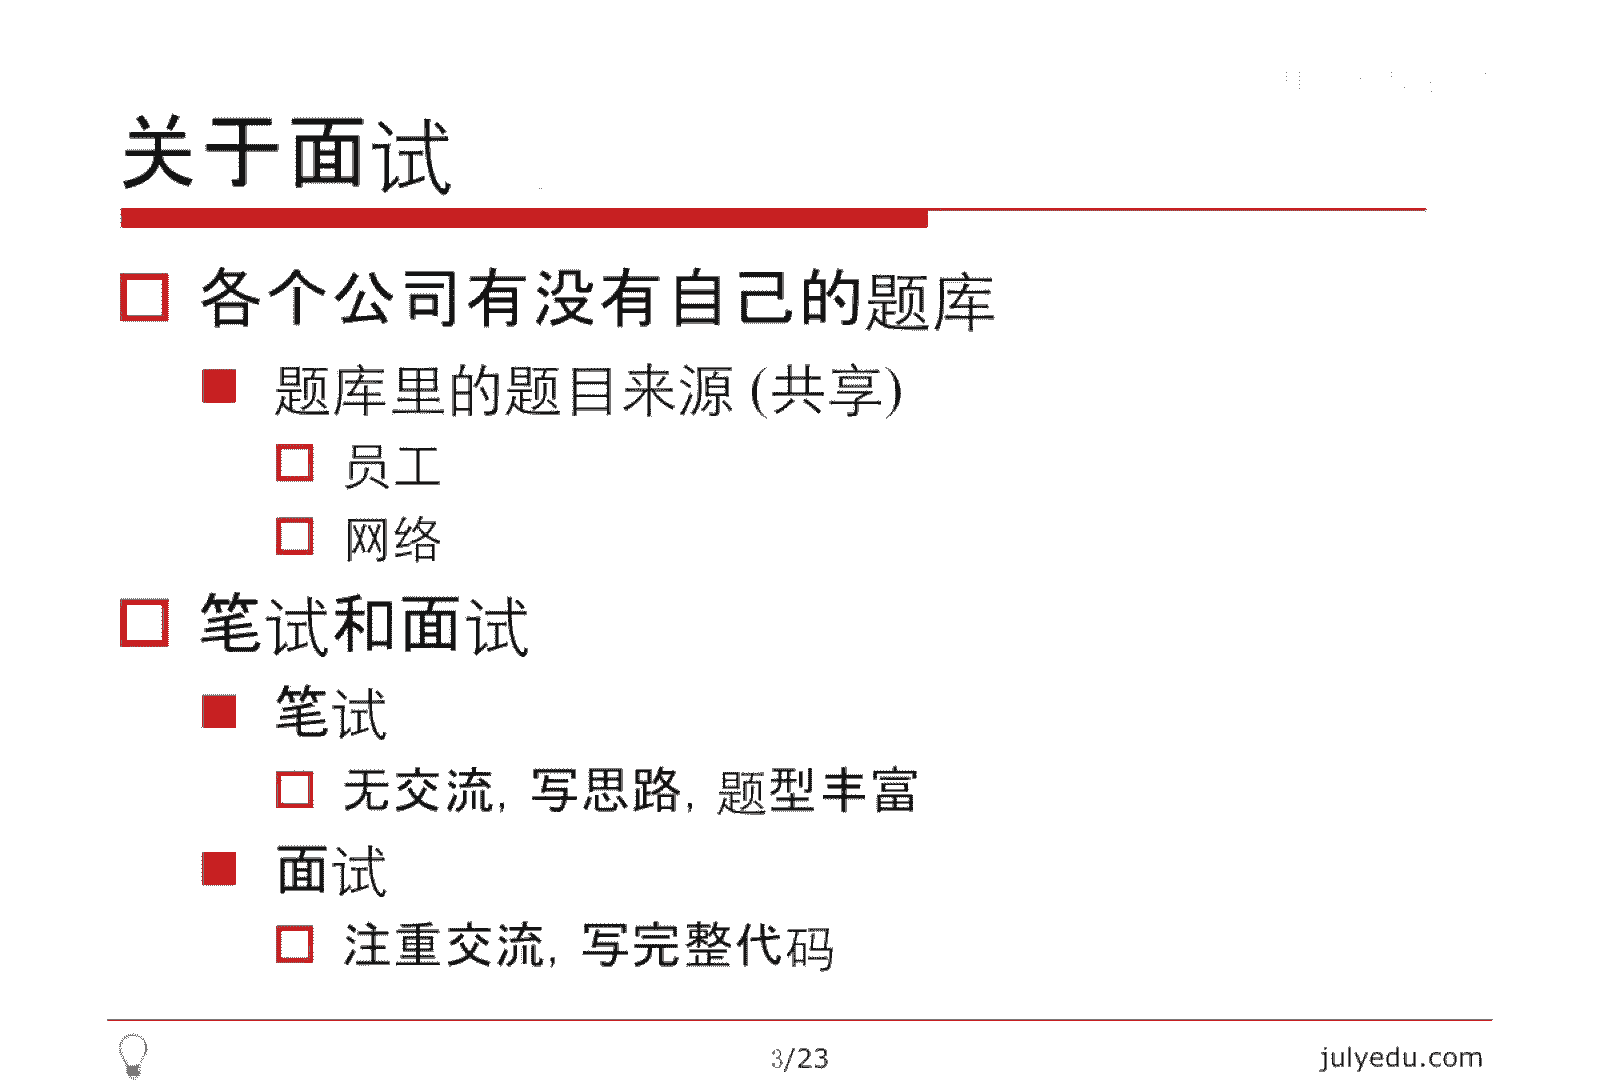 关于面试
各个公司有没有自己的题库
题库里的题目来源 (共享)
员工
网络
笔试和面试
笔试
无交流, 写思路, 题型丰富
面试
注重交流, 写完整代码
3/23
julyedu.com